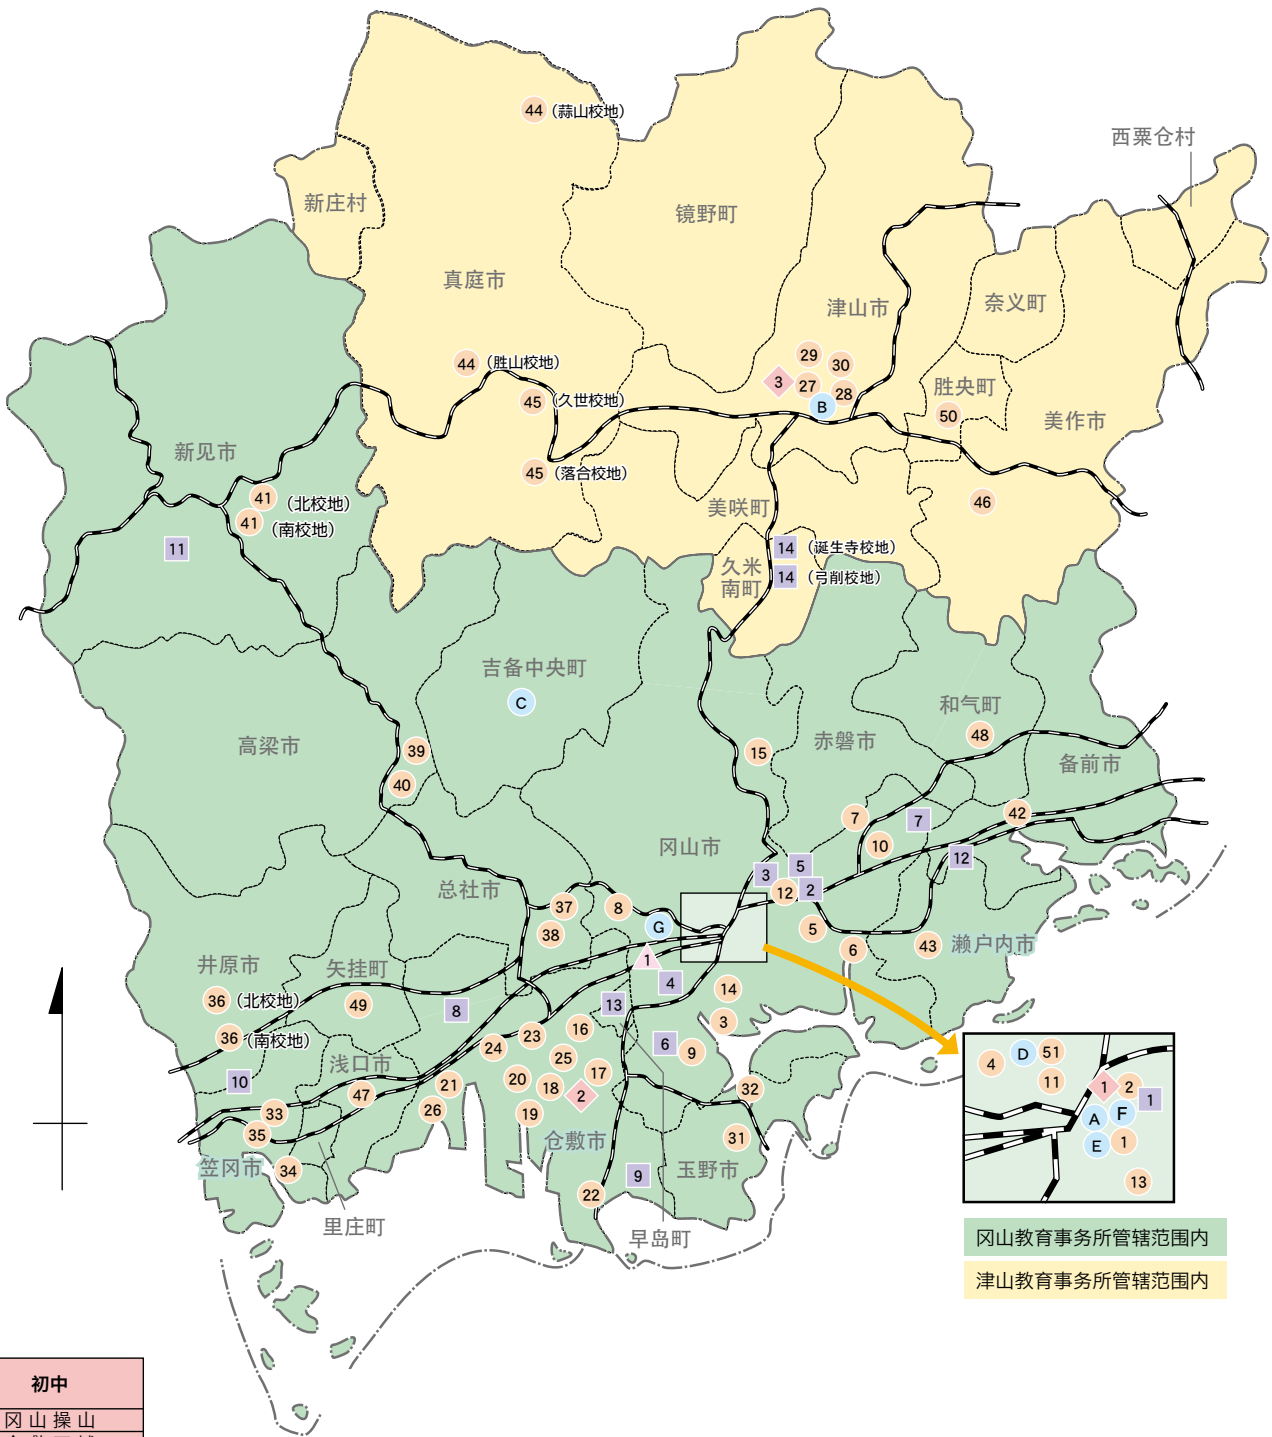 44 (蒜山校地)
西粟仓村
新庄村
镜野町
真庭市
津山市
奈义町
29
30
44 (胜山校地)
3
27
28
胜央町
45 (久世校地)
B
50
美作市
新见市
45 (落合校地)
41 (北校地)
46
美咲町
41 (南校地)
11
14 (诞生寺校地)
久米
南町
14 (弓削校地)
吉备中央町
C
和气町
高梁市
39
15
赤磐市
48
备前市
40
7
7
42
冈山市
10
5
12
3
总社市
12
2
37
8
G
38
5
6
43
濑户内市
井原市
矢挂町
1
4
14
36 (北校地)
49
8
13
3
36 (南校地)
23
16
6
9
24
25
浅口市
10
21
20
18
17
2
32
47
26
19
33
35
仓敷市
31
笠冈市
34
9
玉野市
22
里庄町
早岛町
4
D
51
11
1
2
1
A
F
E
1
13
冈山教育事务所管辖范围内
津山教育事务所管辖范围内
初中
冈山操山